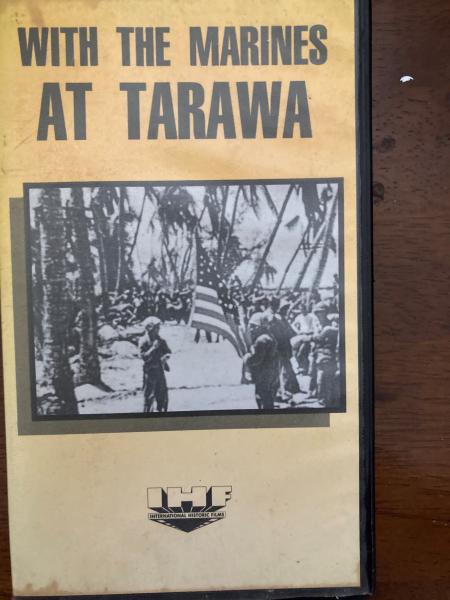 WITH THE MARINES
AT TARAWA
IHF
INTERNATIONAL HISTORIC FILMS